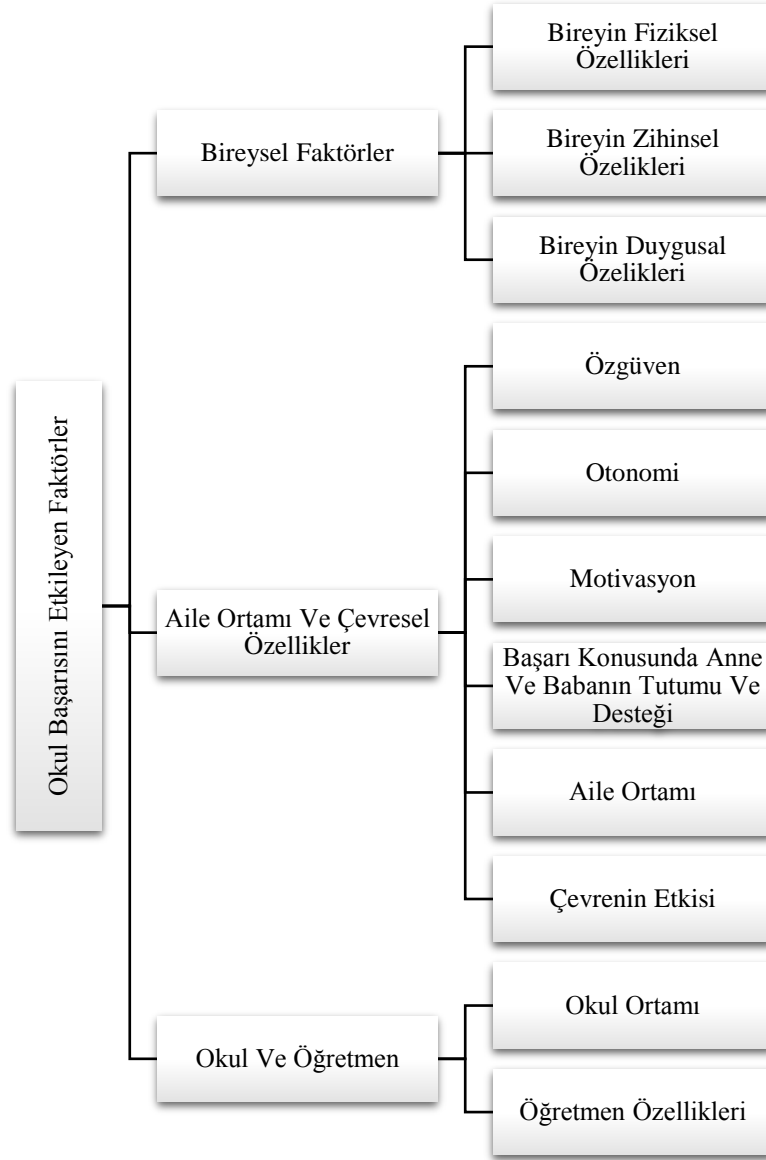 Okul Başarısını Etkileyen Faktörler
Bireysel Faktörler
Bireyin Fiziksel
Özellikleri
Bireyin Zihinsel
Özelikleri
Bireyin Duygusal
Özelikleri
Aile Ortamı Ve Çevresel
Özellikler
Özgüven
Otonomi
Motivasyon
Başarı Konusunda Anne
Ve Babanın Tutumu Ve
Desteği
Aile Ortamı
Çevrenin Etkisi
Okul Ve Öğretmen
Okul Ortamı
Öğretmen Özellikleri